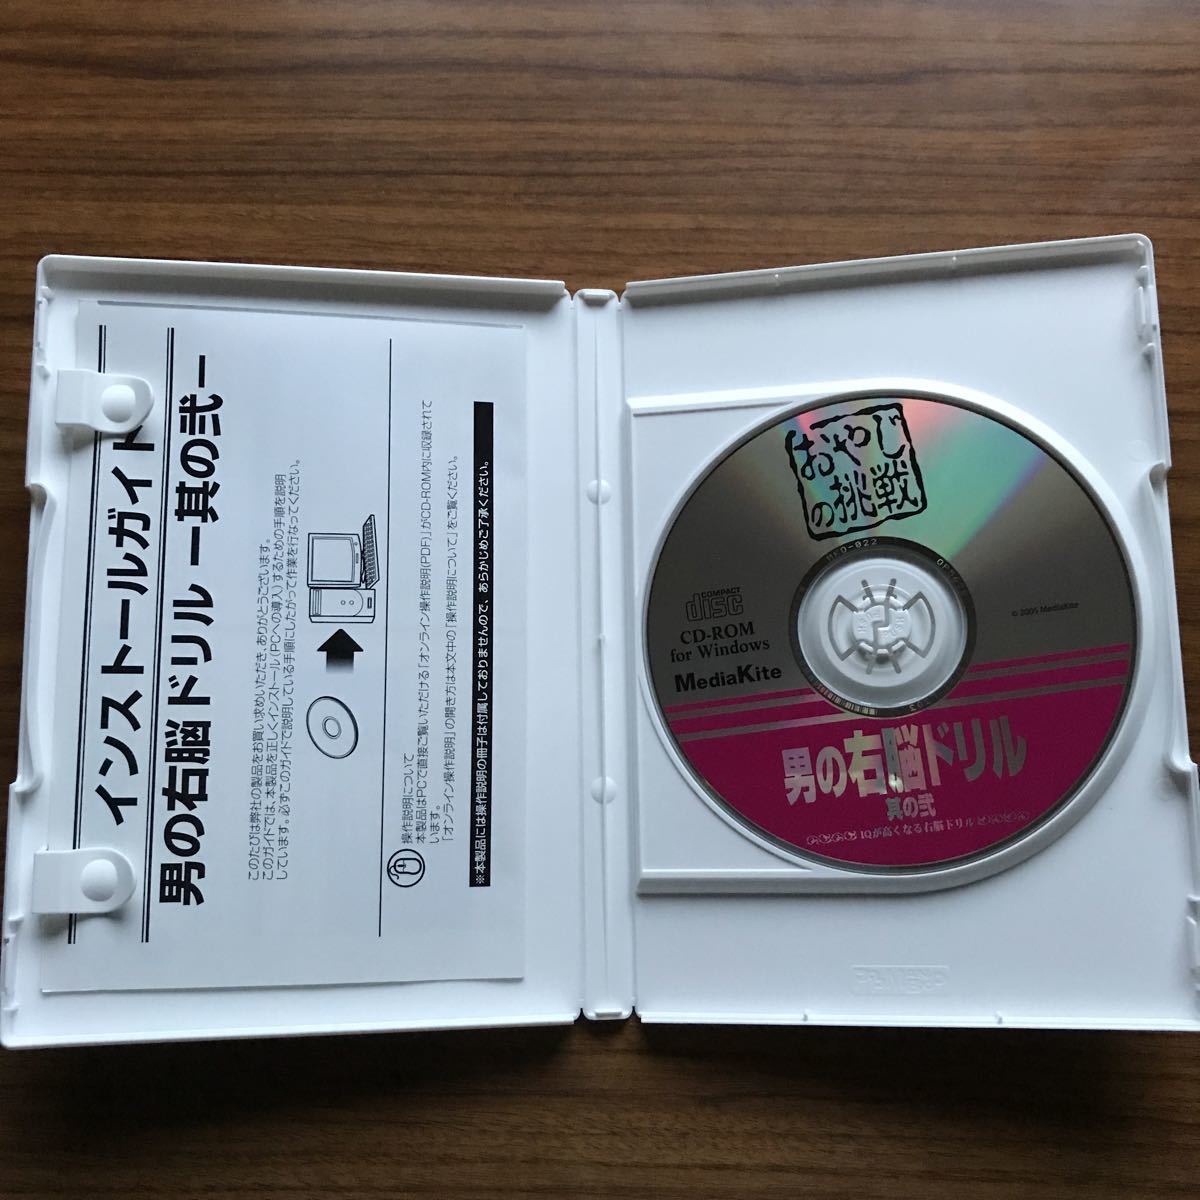 インストールガイド
男の右脳ドリル ー其の弐ー
このたびは弊社の製品をお買い求めいただき、ありがとうございます。
このガイドでは、本製品を正しくインストール(PCへの導入)するための手順を説明
しています。必ずこのガイドで説明している手順にしたがって作業を行なってください。
操作説明について
本製品はPCで直接ご覧いただける「オンライン操作説明(PDF)」がCD-ROM内に収録されて
います。
「オンライン操作説明」の開き方は本文中の「操作説明について」をご覧ください。
※本製品には操作説明の冊子は付属しておりませんので、あらかじめご了承ください。
おやじ
の挑戦
MKD-022
COMPACT
disc
CD-ROM
for Windows
MediaKite
© 2005 MediaKite
男の右脳ドリル
其の弐
IQが高くなる右脳ドリル